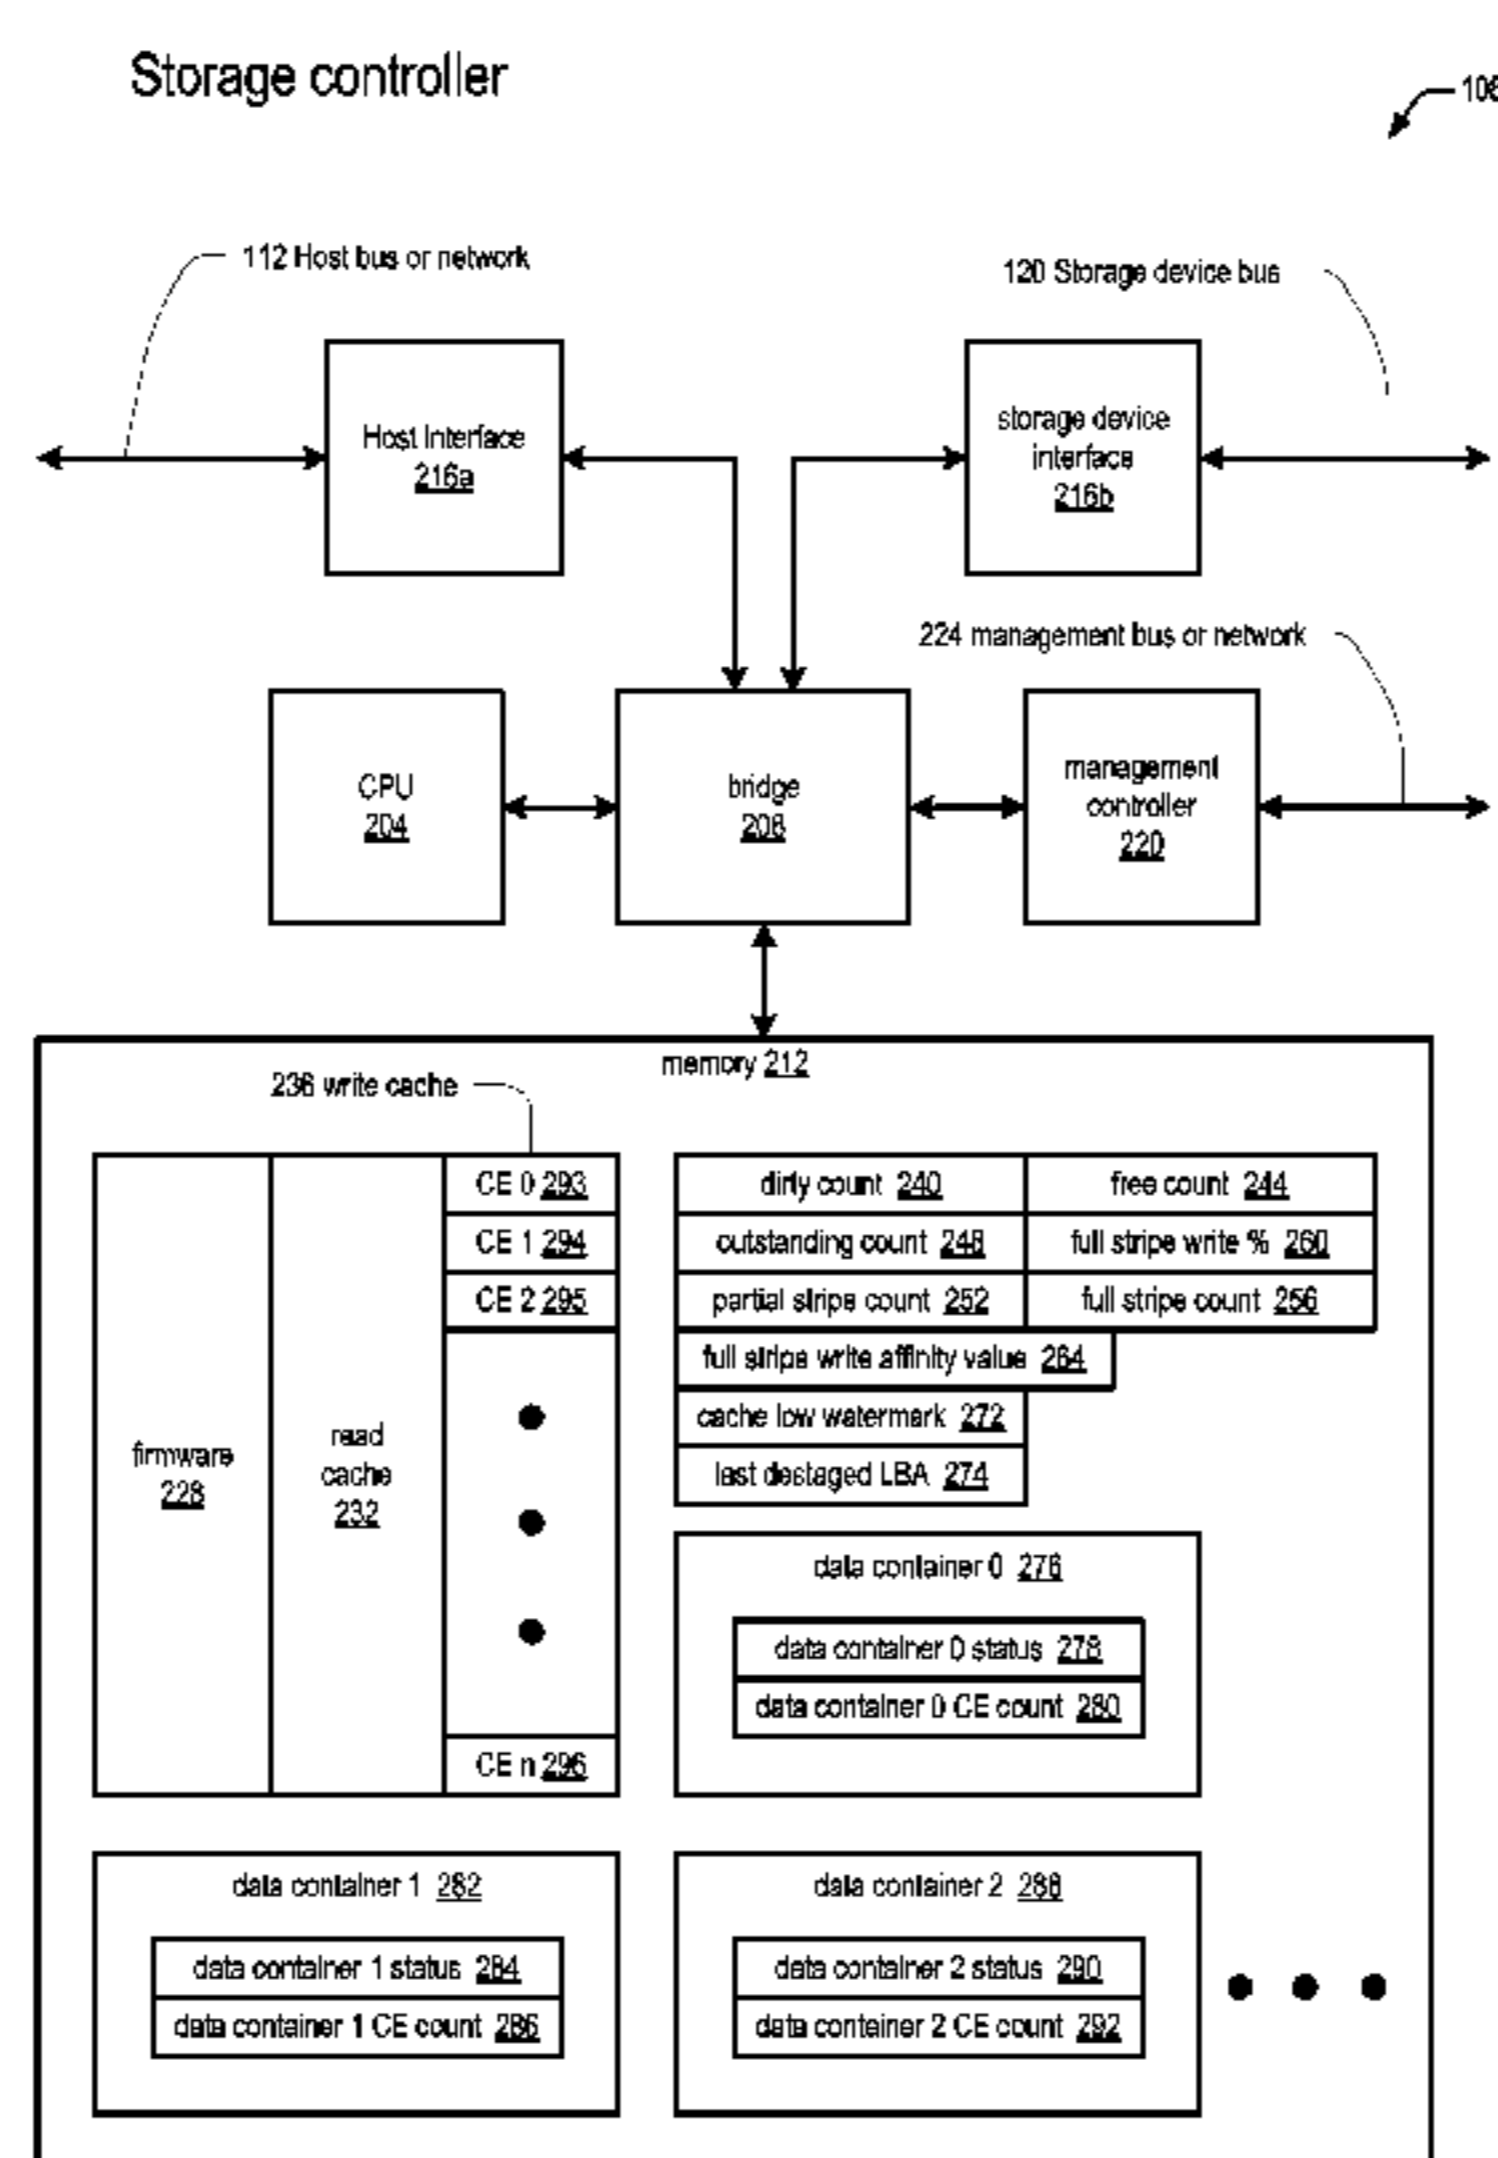 Storage controller
108
112 Host bus or network
120 Storage device bus
Host Interface
216a
storage device
interface
216b
224 management bus or network
CPU
204
bridge
208
management
controller
220
memory 212
236 write cache
CE 0 293
CE 1 294
CE 2 295
CE n 296
firmware
228
read
cache
232
dirty count 240
free count 244
outstanding count 248
full stripe write % 260
partial stripe count 252
full stripe count 256
full stripe write affinity value 264
cache low watermark 272
last destaged LBA 274
data container 0 276
data container 0 status 278
data container 0 CE count 280
data container 1 282
data container 1 status 284
data container 1 CE count 286
data container 2 288
data container 2 status 290
data container 2 CE count 292